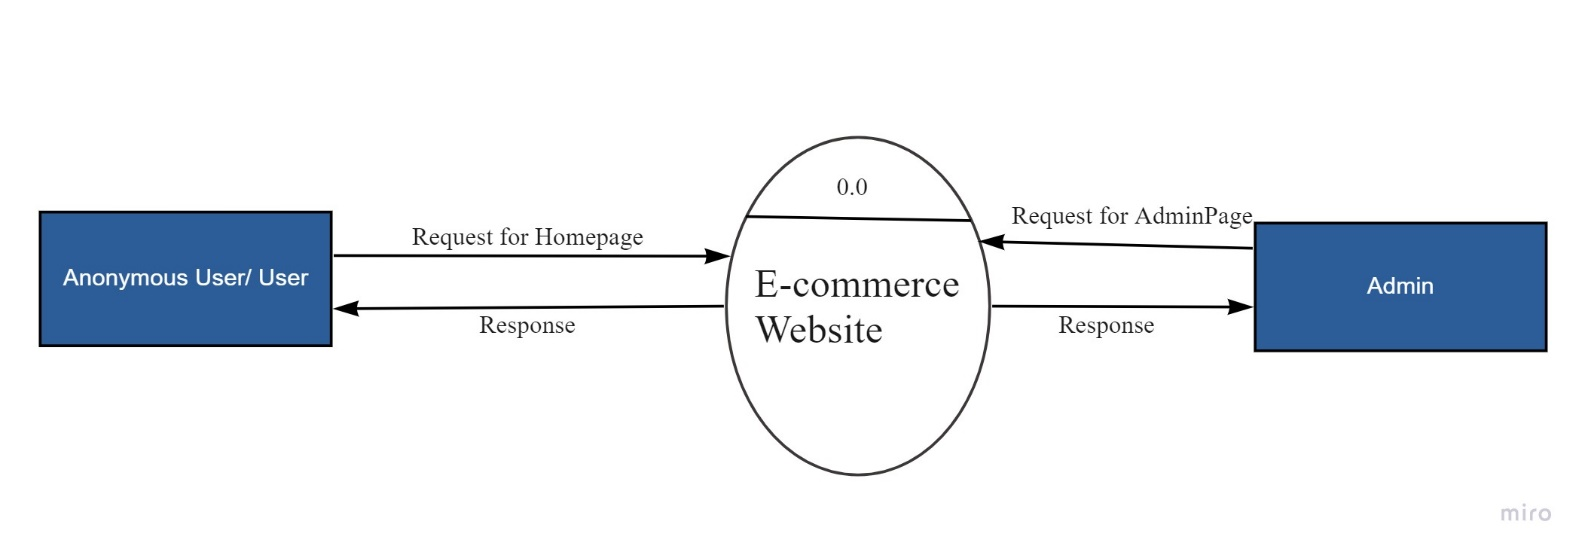 0.0
Request for Homepage
Request for AdminPage
Anonymous User/ User
E-commerce
Website
Admin
Response
Response
miro